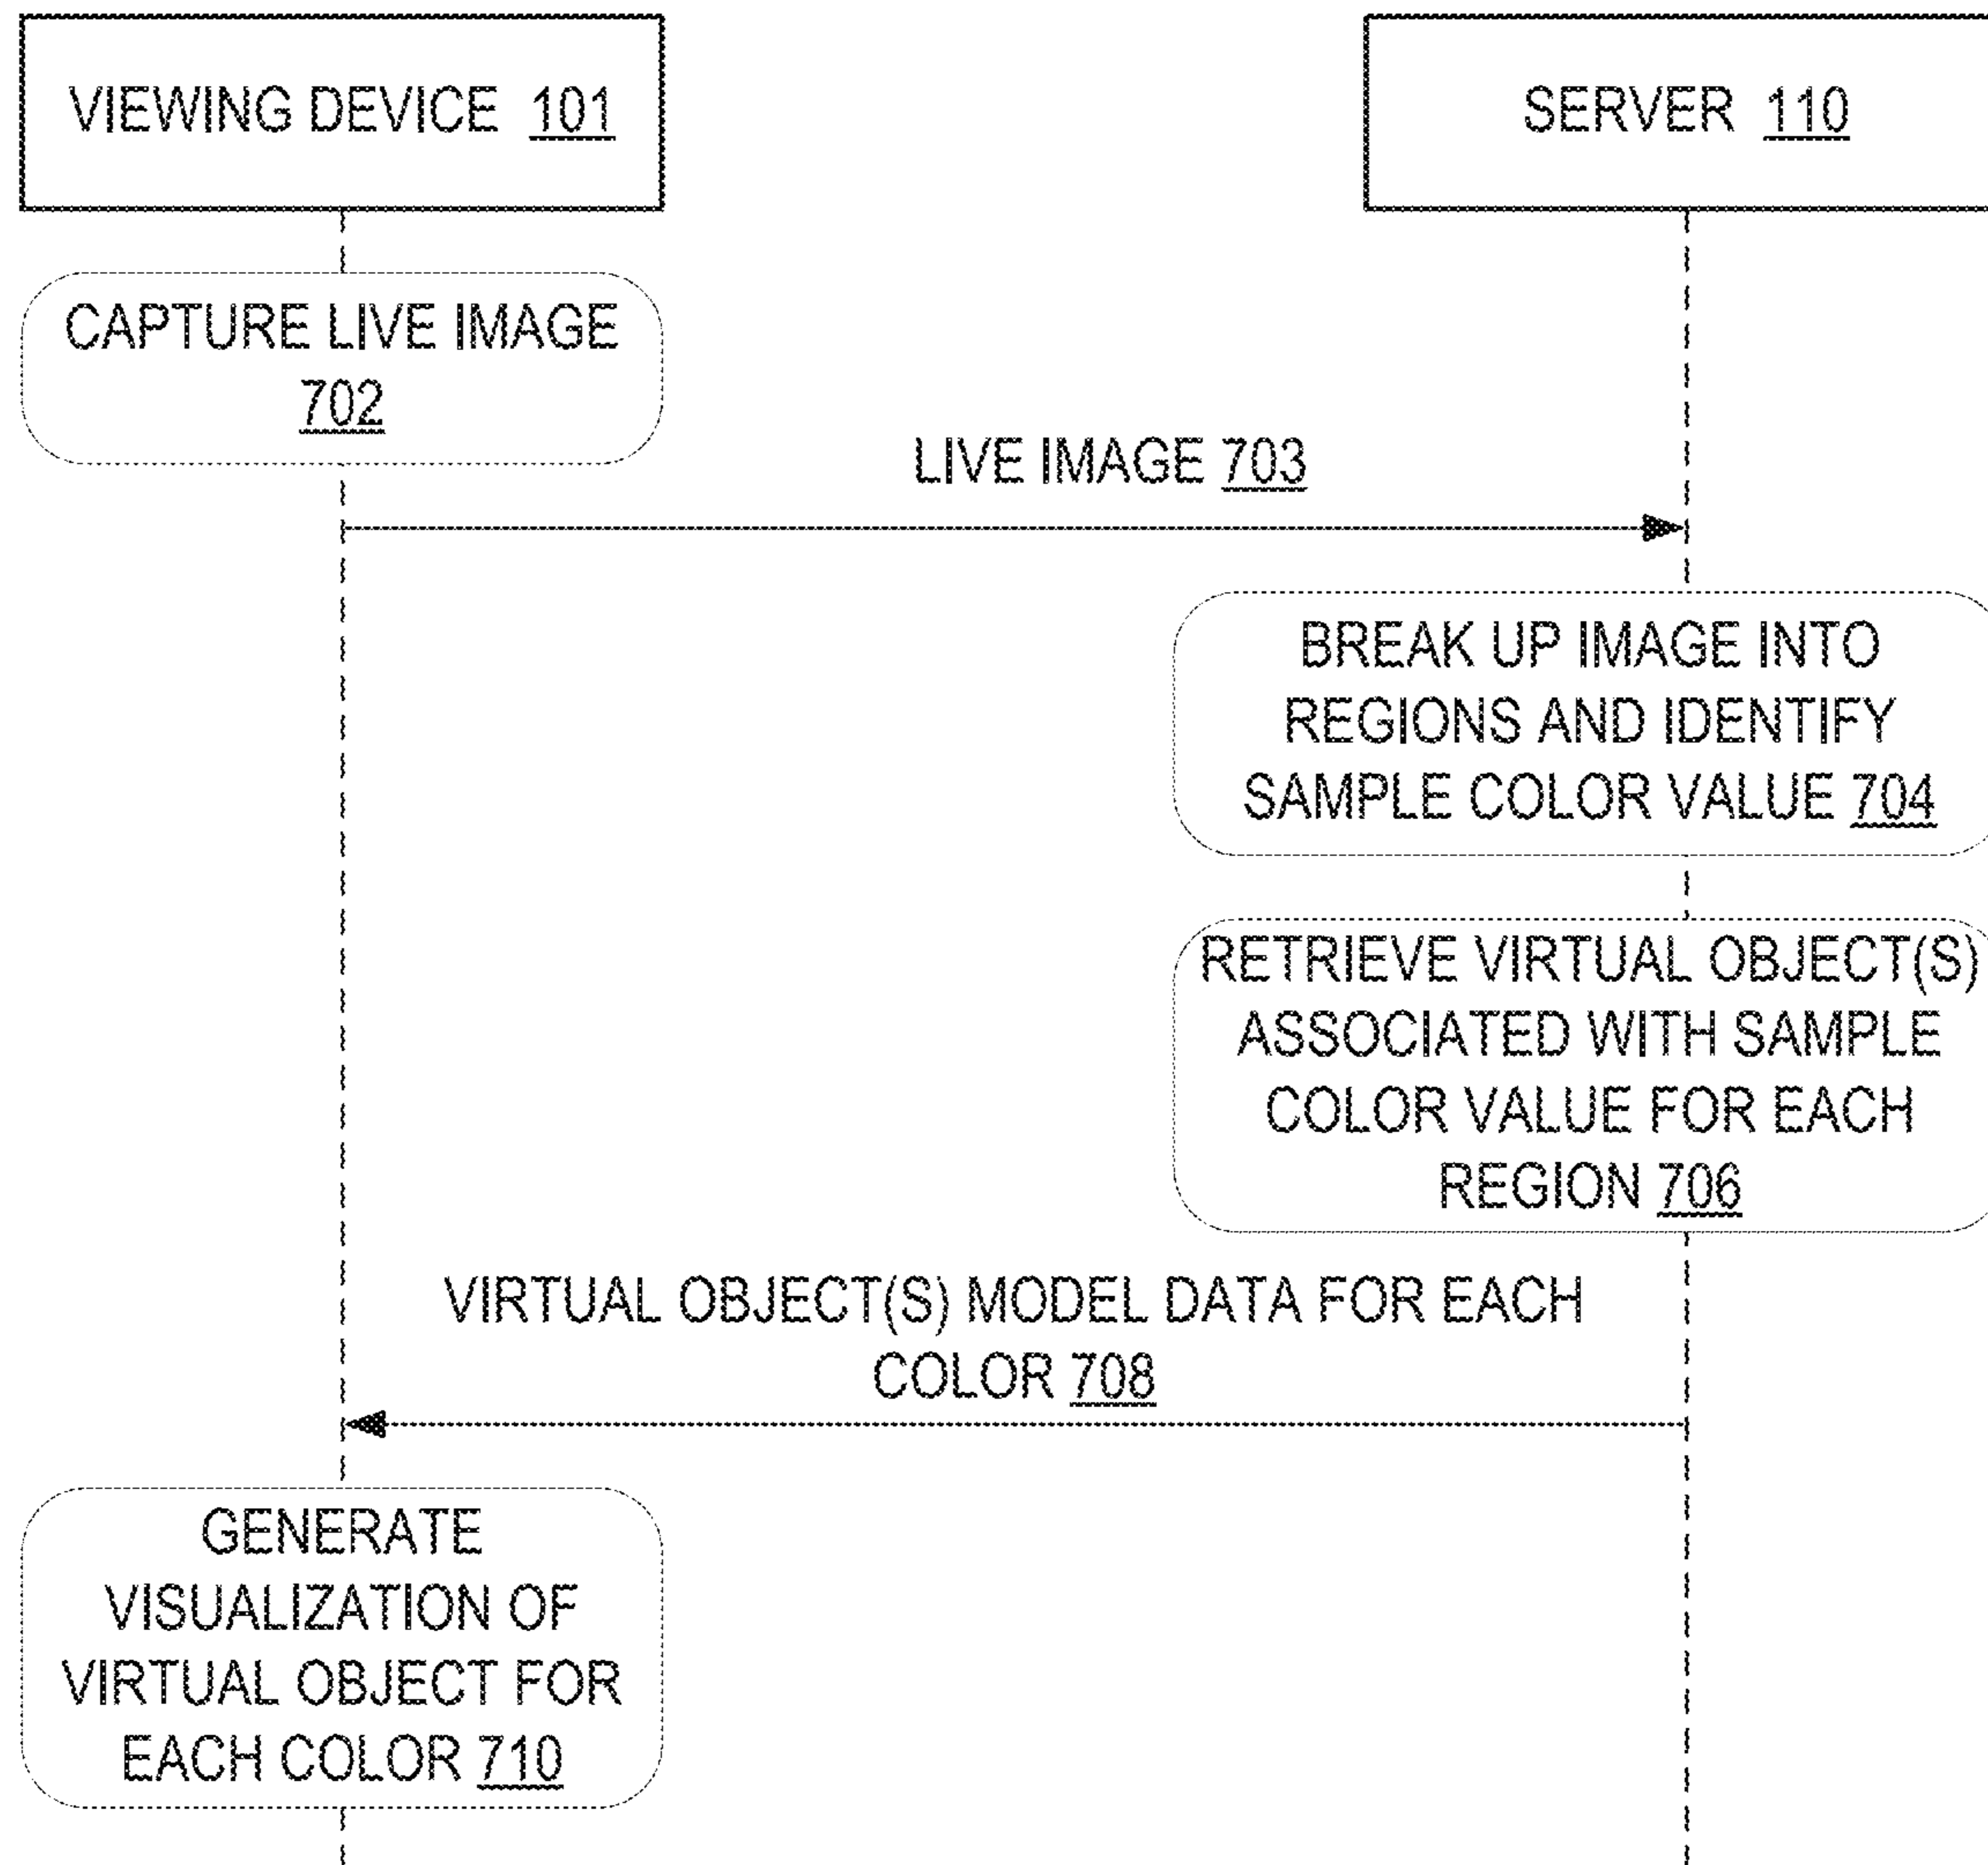 VIEWING DEVICE 101
SERVER 110
CAPTURE LIVE IMAGE
702
LIVE IMAGE 703
BREAK UP IMAGE INTO
REGIONS AND IDENTIFY
SAMPLE COLOR VALUE 704
RETRIEVE VIRTUAL OBJECT(S)
ASSOCIATED WITH SAMPLE
COLOR VALUE FOR EACH
REGION 706
VIRTUAL OBJECT(S) MODEL DATA FOR EACH
COLOR 708
GENERATE
VISUALIZATION OF
VIRTUAL OBJECT FOR
EACH COLOR 710